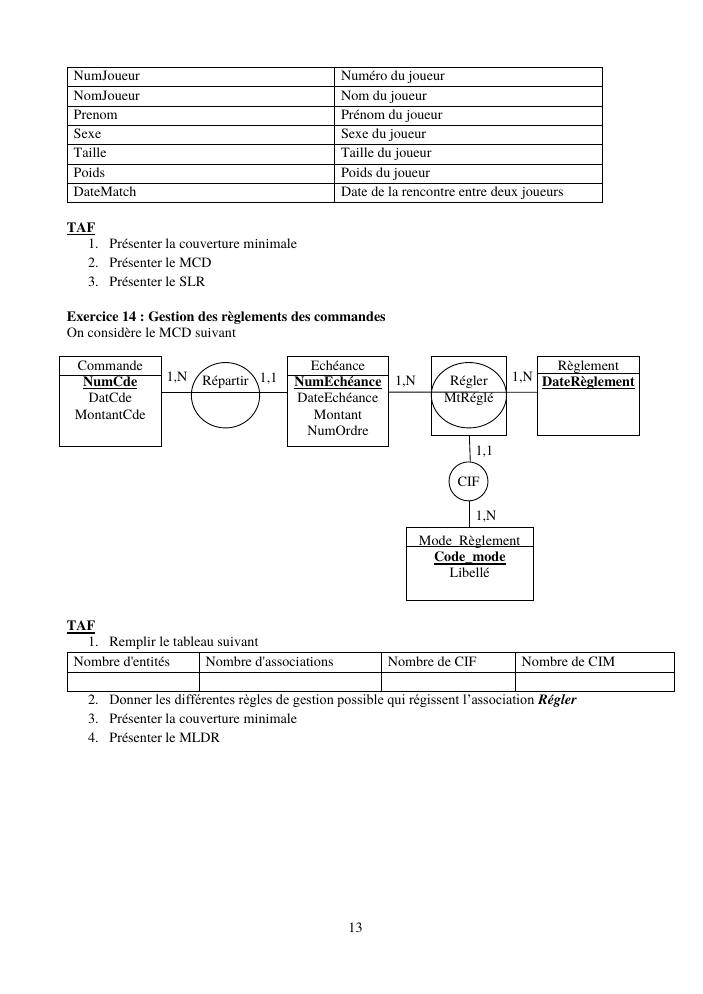 NumJoueur Numéro du joueur
NomJoueur Nom du joueur
Prenom Prénom du joueur
Sexe Sexe du joueur
Taille Taille du joueur
Poids Poids du joueur
DateMatch Date de la rencontre entre deux joueurs
TAF
1. Présenter la couverture minimale
2. Présenter le MCD
3. Présenter le SLR
Exercice 14 : Gestion des règlements des commandes
On considère le MCD suivant
Commande
NumCde
DatCde
MontantCde
1,N
Répartir
1,1
Echéance
NumEchéance
DateEchéance
Montant
NumOrdre
1,N
Régler
MtRéglé
1,N
Règlement
DateRèglement
1,1
CIF
1,N
Mode_Règlement
Code_mode
Libellé
TAF
1. Remplir le tableau suivant
Nombre d'entités Nombre d'associations Nombre de CIF Nombre de CIM
2. Donner les différentes règles de gestion possible qui régissent l’association Régler
3. Présenter la couverture minimale
4. Présenter le MLDR
13